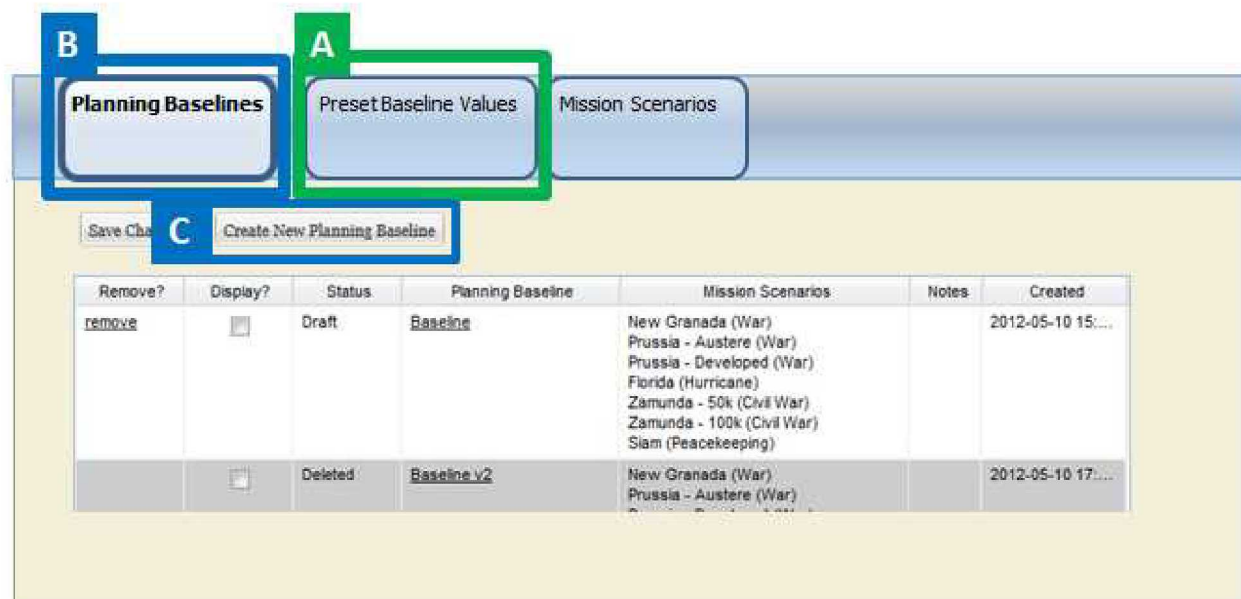 B
A
Planning Baselines
Preset Baseline Values
Mission Scenarios
Save Cha
C
Create New Planning Baseline
Remove? Display? Status Planning Baseline Mission Scenarios Notes Created
remove Draft Baseline New Granada (War) 2012-05-10 15:...
Prussia - Austere (War)
Prussia - Developed (War)
Florida (Hurricane)
Zamunda - 50k (Civil War)
Zamunda - 100k (Civil War)
Siam (Peacekeeping)
Deleted Baseline v2 New Granada (War) 2012-05-10 17:...
Prussia - Austere (War)